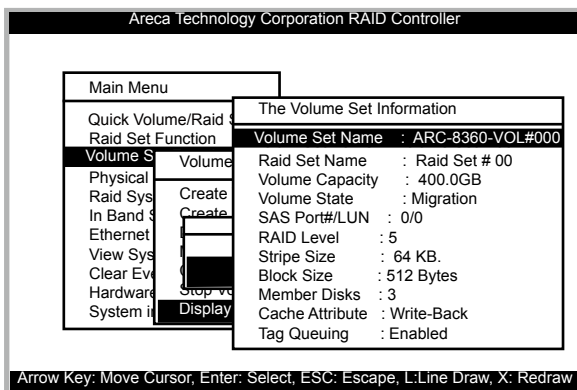 Areca Technology Corporation RAID Controller
Main Menu
Quick Volume/Raid
Raid Set Function
Volume S
Physical
Raid Sys
In Band S
Ethernet
View Sys
Clear Eve
Hardware
System i
Volume
Create
Create
Stop Vo
Display
The Volume Set Information
Volume Set Name : ARC-8360-VOL#000
Raid Set Name : Raid Set # 00
Volume Capacity : 400.0GB
Volume State : Migration
SAS Port#/LUN : 0/0
RAID Level : 5
Stripe Size : 64 KB.
Block Size : 512 Bytes
Member Disks : 3
Cache Attribute : Write-Back
Tag Queuing : Enabled
Arrow Key: Move Cursor, Enter: Select, ESC: Escape, L:Line Draw, X: Redraw